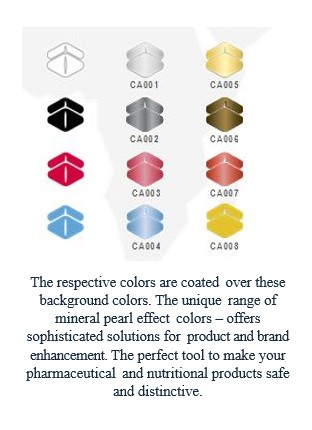 CA001 CA005
CA002 CA006
CA003 CA007
CA004 CA008
The respective colors are coated over these
background colors. The unique range of
mineral pearl effect colors – offers
sophisticated solutions for product and brand
enhancement. The perfect tool to make your
pharmaceutical and nutritional products safe
and distinctive.